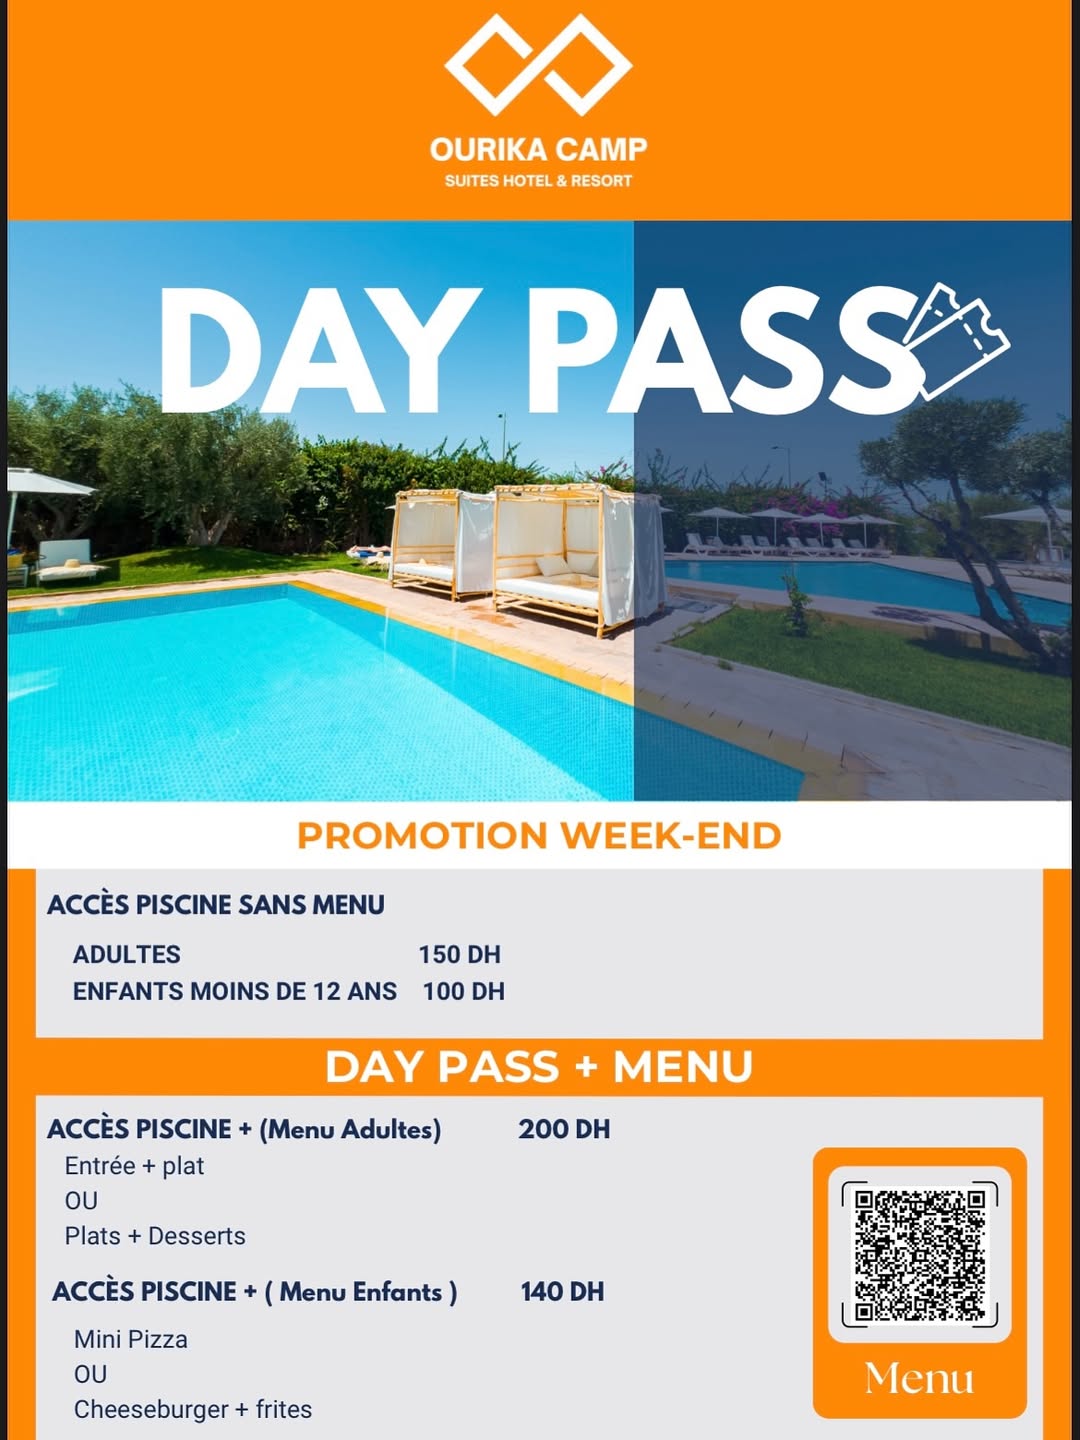 OURIKA CAMP
SUITES HOTEL & RESORT
DAY PASS
PROMOTION WEEK-END
ACCÈS PISCINE SANS MENU
ADULTES 150 DH
ENFANTS MOINS DE 12 ANS 100 DH
DAY PASS + MENU
ACCÈS PISCINE + (Menu Adultes) 200 DH
Entrée + plat
OU
Plats + Desserts
ACCÈS PISCINE + ( Menu Enfants ) 140 DH
Mini Pizza
OU
Cheeseburger + frites
Menu